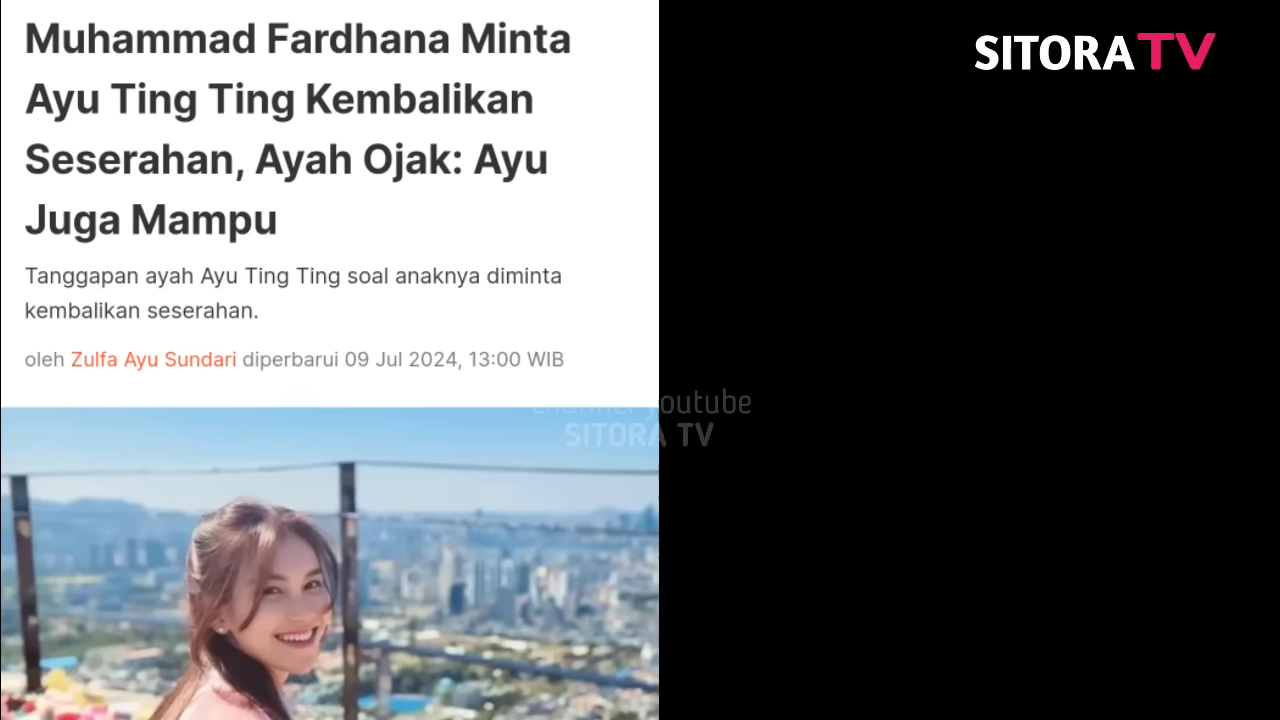 Muhammad Fardhana Minta
Ayu Ting Ting Kembalikan
Seserahan, Ayah Ojak: Ayu
Juga Mampu
Tanggapan ayah Ayu Ting Ting soal anaknya diminta
kembalikan seserahan.
oleh Zulfa Ayu Sundari diperbarui 09 Jul 2024, 13:00 WIB
SITORA TV
channel youtube
SITORA TV